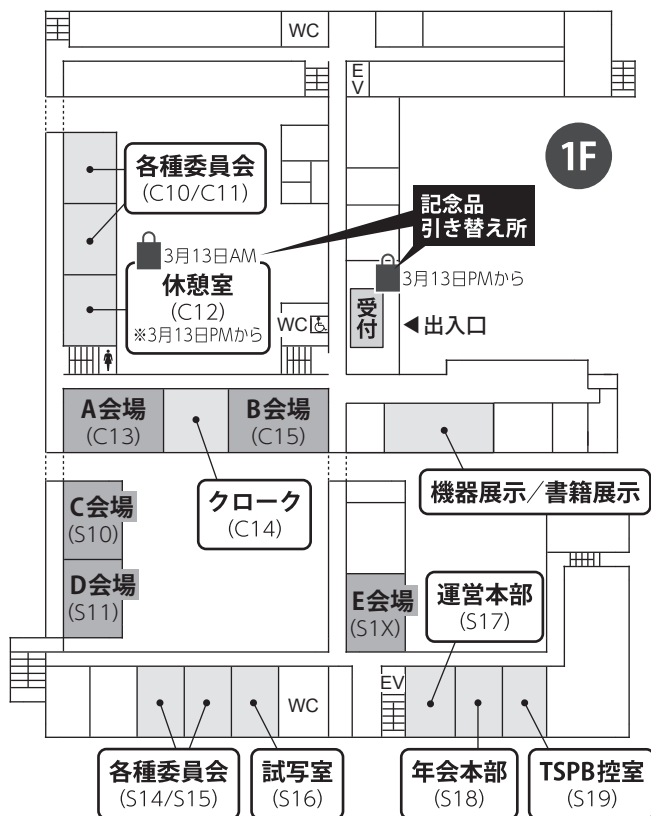 WC
EV
1F
各種委員会
(C10/C11)
記念品
引き替え所
3月13日AM
休憩室
(C12)
※3月13日PMから
3月13日PMから
受付
◀出入口
WC
A会場
(C13)
B会場
(C15)
クローク
(C14)
機器展示/書籍展示
C会場
(S10)
D会場
(S11)
E会場
(S1X)
運営本部
(S17)
WC
EV
各種委員会
(S14/S15)
試写室
(S16)
年会本部
(S18)
TSPB控室
(S19)